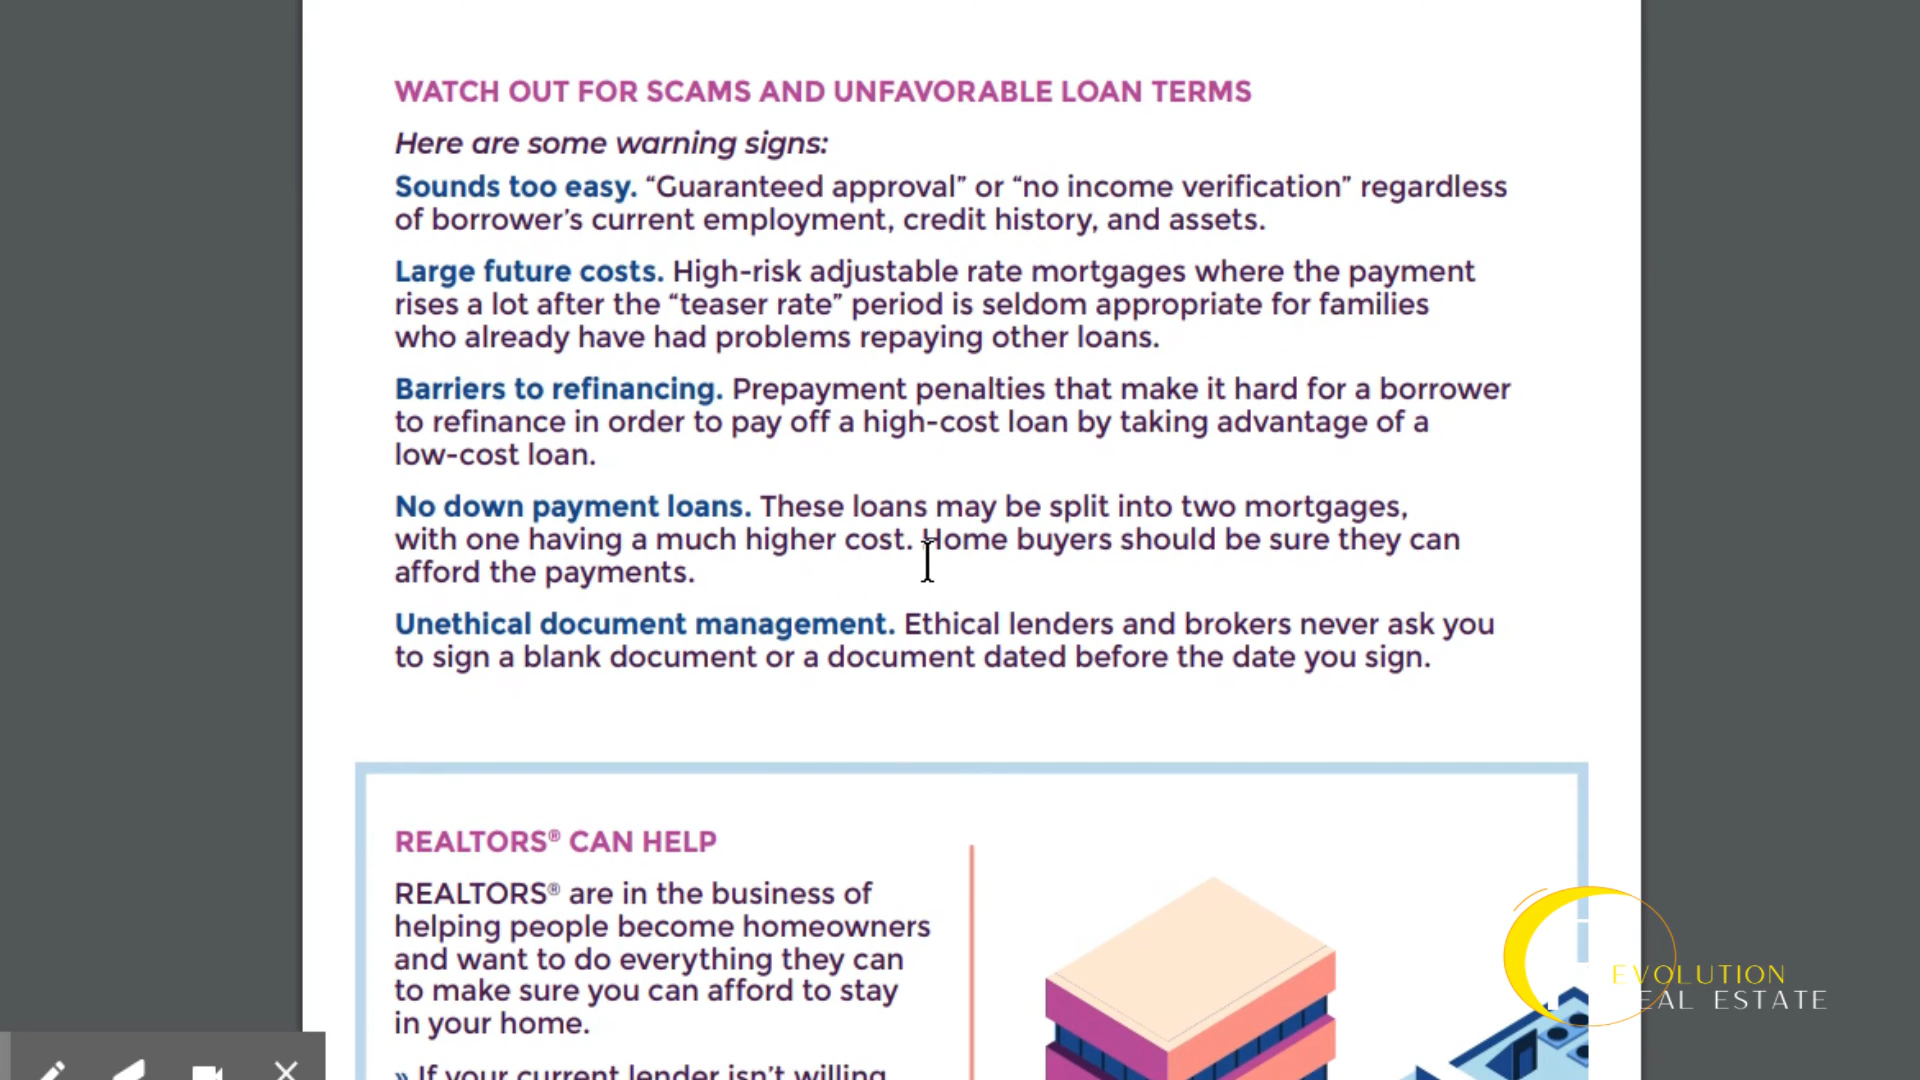 WATCH OUT FOR SCAMS AND UNFAVORABLE LOAN TERMS
Here are some warning signs:
Sounds too easy. “Guaranteed approval” or “no income verification” regardless
of borrower’s current employment, credit history, and assets.
Large future costs. High-risk adjustable rate mortgages where the payment
rises a lot after the “teaser rate” period is seldom appropriate for families
who already have had problems repaying other loans.
Barriers to refinancing. Prepayment penalties that make it hard for a borrower
to refinance in order to pay off a high-cost loan by taking advantage of a
low-cost loan.
No down payment loans. These loans may be split into two mortgages,
with one having a much higher cost. Home buyers should be sure they can
afford the payments.
Unethical document management. Ethical lenders and brokers never ask you
to sign a blank document or a document dated before the date you sign.
REALTORS® CAN HELP
REALTORS® are in the business of
helping people become homeowners
and want to do everything they can
to make sure you can afford to stay
in your home.
» If your current lender isn’t willing
EVOLUTION
REAL ESTATE